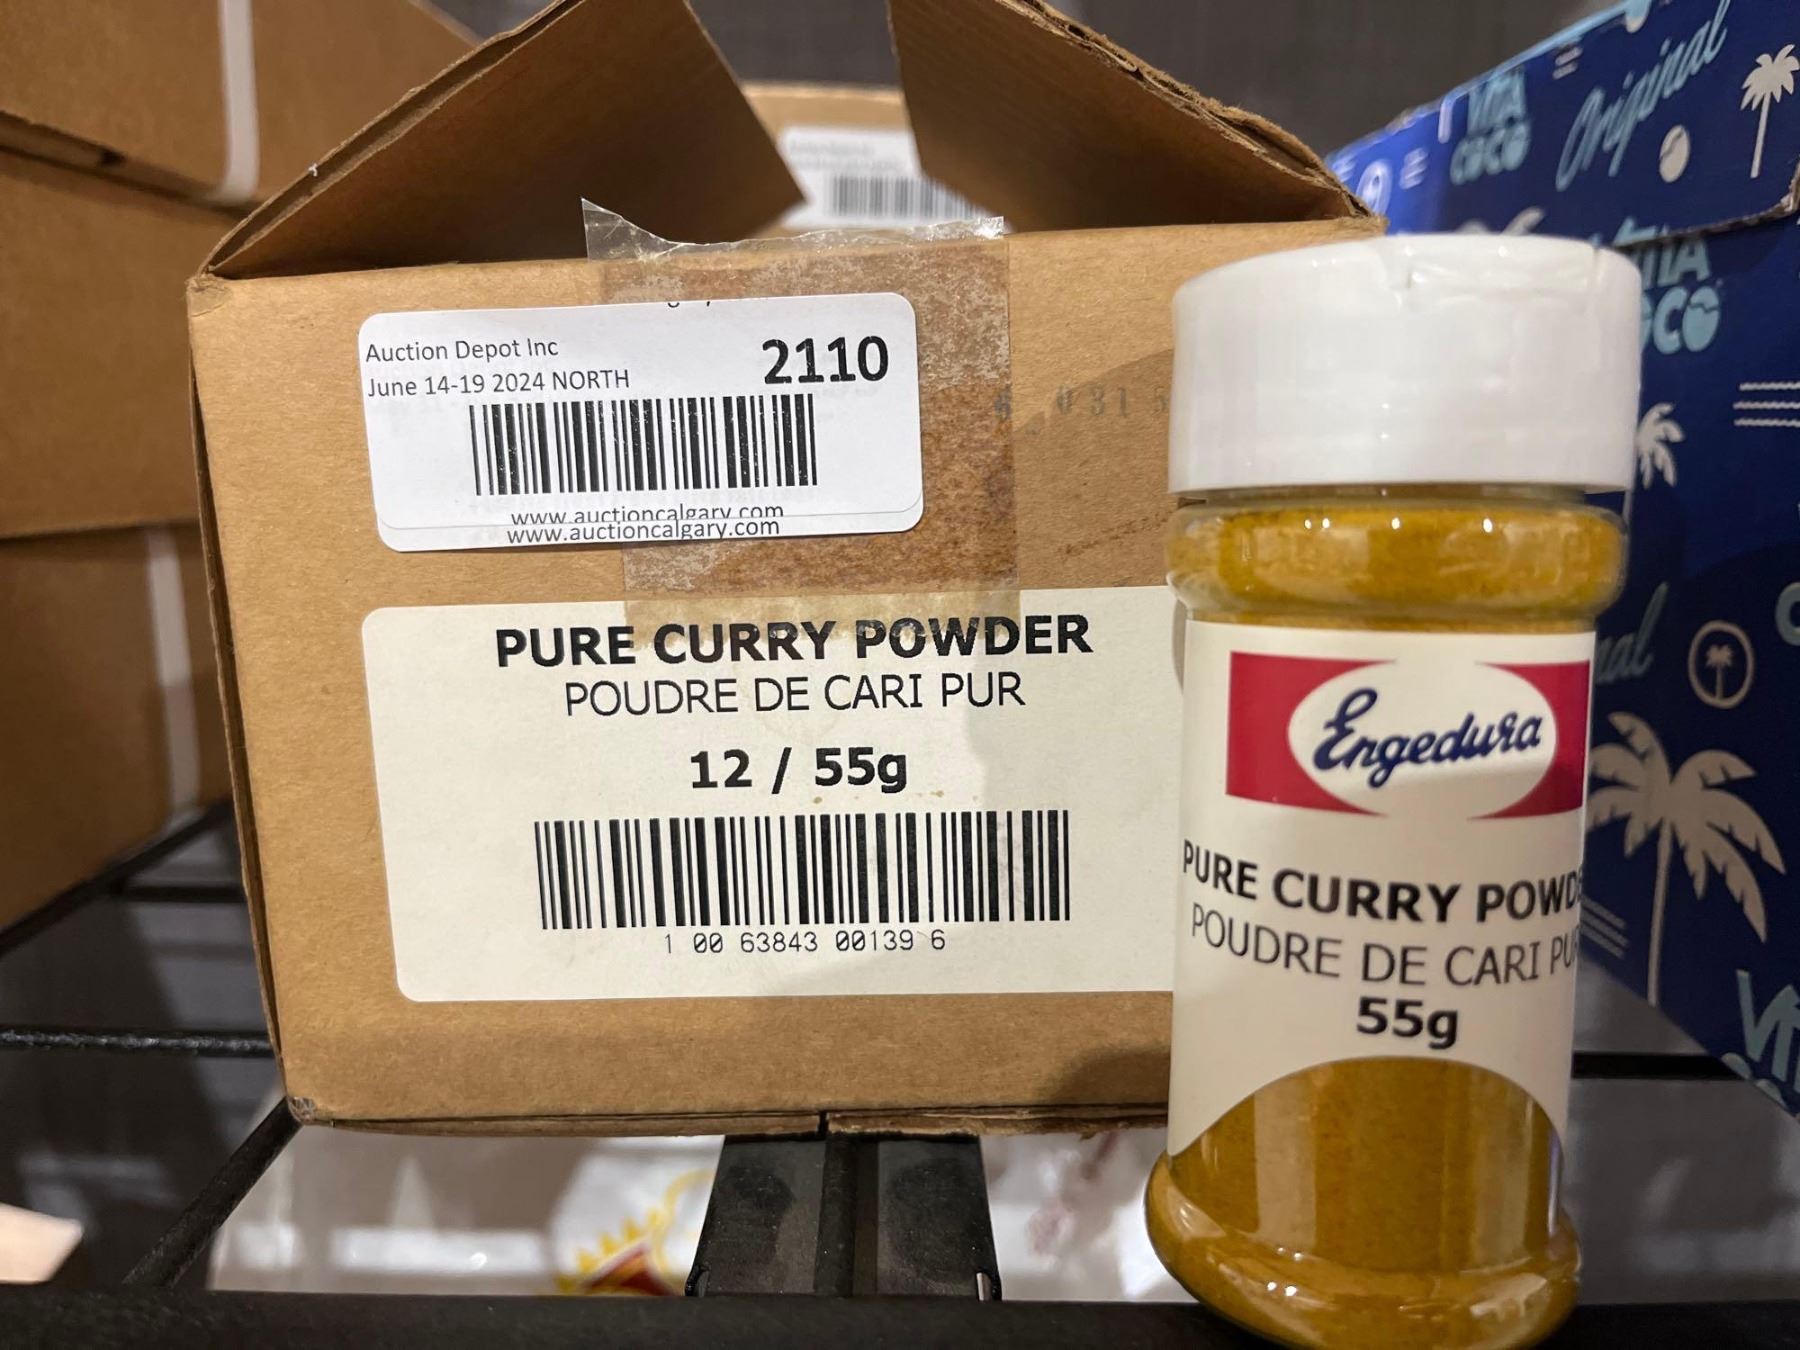 Auction Depot Inc
2110
June 14-19 2024 NORTH
www.auctioncalgary.com
www.auctioncalgary.com
PURE CURRY POWDER
POUDRE DE CARI PUR
12 / 55g
1 00 63843 00139 6
Engedura
PURE CURRY POWD
POUDRE DE CARI PU
55g
VITA
COCO
Original